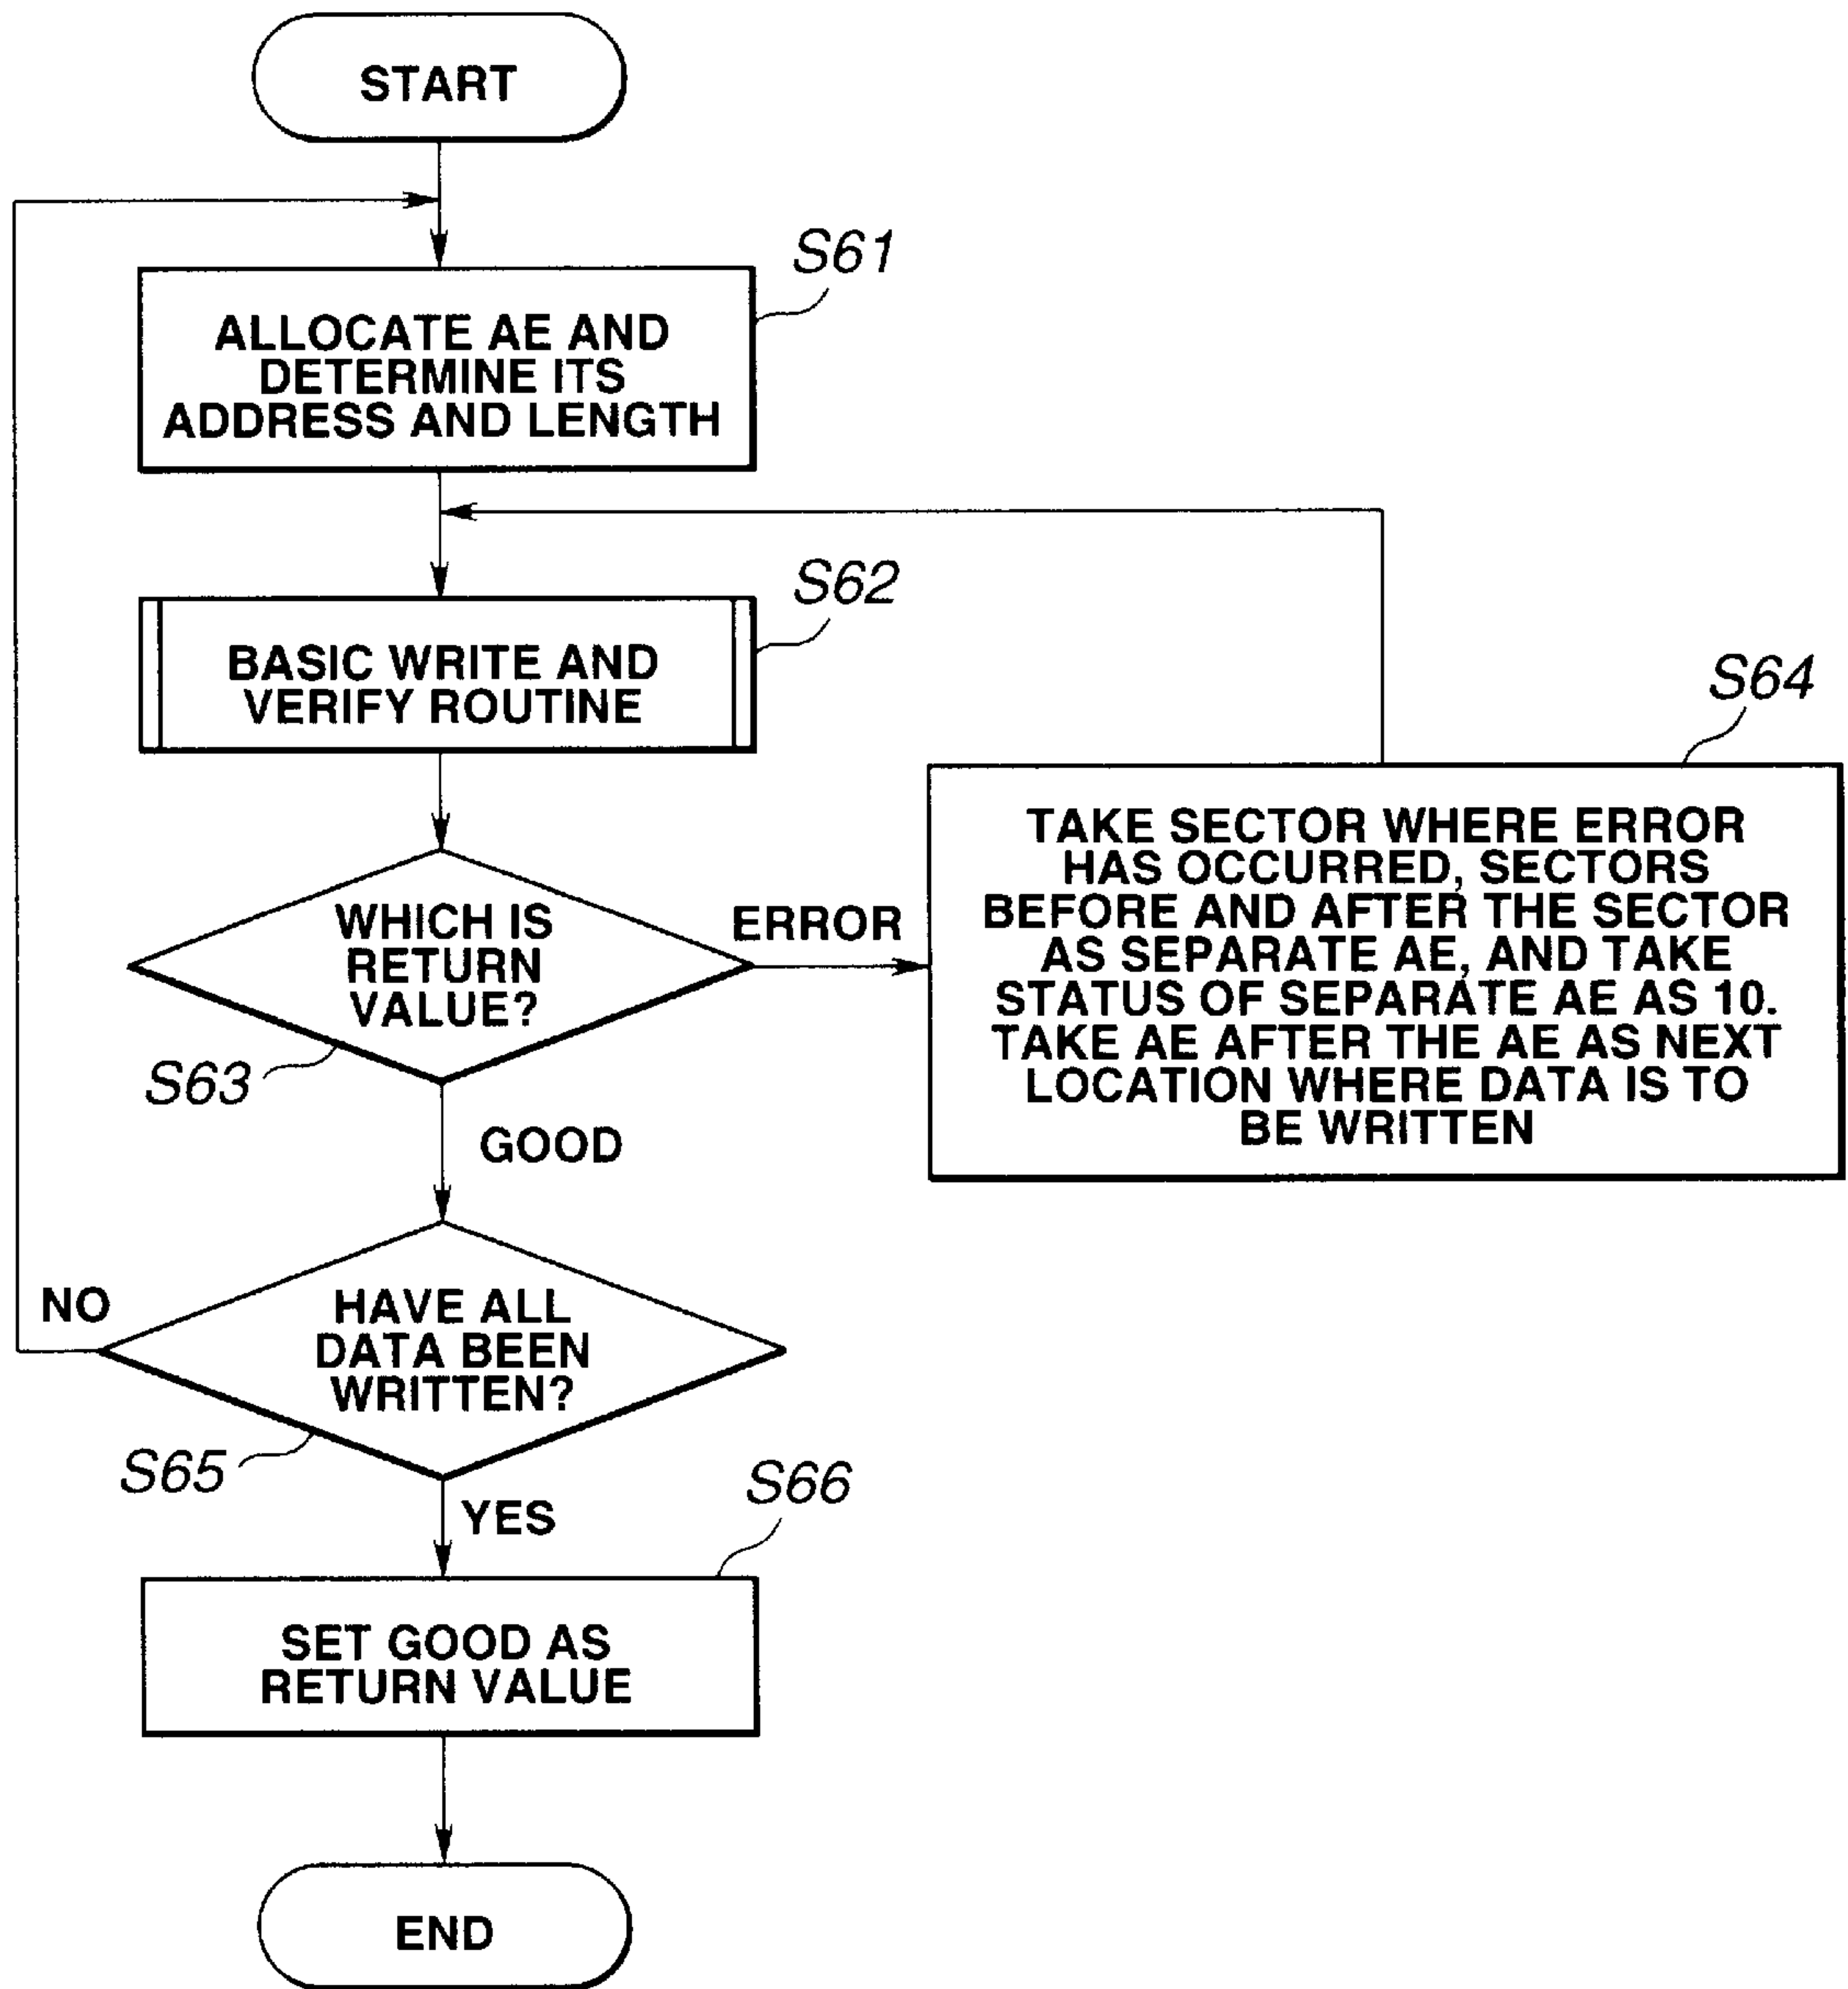 START
S61
ALLOCATE AE AND
DETERMINE ITS
ADDRESS AND LENGTH
S62
BASIC WRITE AND
VERIFY ROUTINE
S64
TAKE SECTOR WHERE ERROR
HAS OCCURRED, SECTORS
BEFORE AND AFTER THE SECTOR
AS SEPARATE AE, AND TAKE
STATUS OF SEPARATE AE AS 10.
TAKE AE AFTER THE AE AS NEXT
LOCATION WHERE DATA IS TO
BE WRITTEN
WHICH IS
RETURN
VALUE?
ERROR
S63
GOOD
NO
HAVE ALL
DATA BEEN
WRITTEN?
S65
YES
S66
SET GOOD AS
RETURN VALUE
END